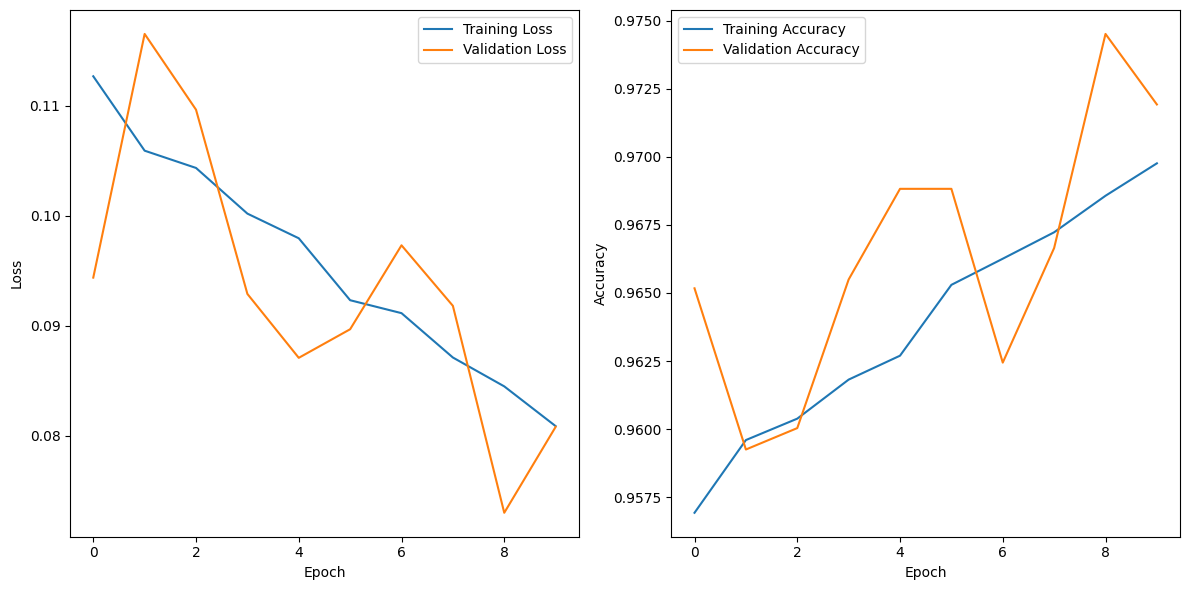 Training Loss
Validation Loss
0.11
0.10
0.09
0.08
Loss
0 2 4 6 8
Epoch
Training Accuracy
Validation Accuracy
0.9750
0.9725
0.9700
0.9675
0.9650
0.9625
0.9600
0.9575
Accuracy
0 2 4 6 8
Epoch